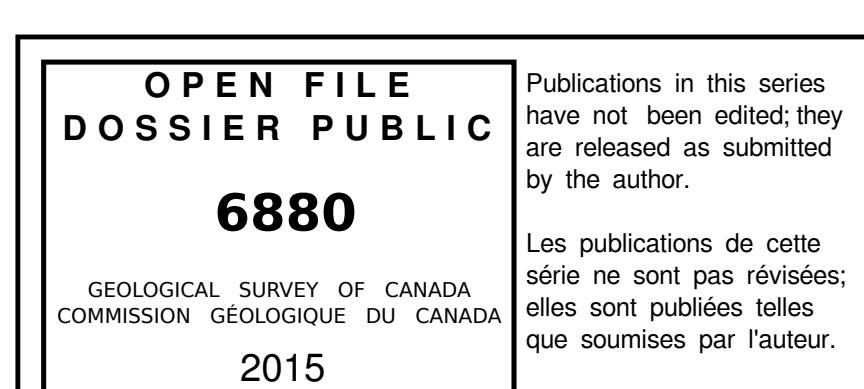 OPEN FILE
DOSSIER PUBLIC
6880
GEOLOGICAL SURVEY OF CANADA
COMMISSION GÉOLOGIQUE DU CANADA
2015
Publications in this series
have not been edited; they
are released as submitted
by the author.
Les publications de cette
série ne sont pas révisées;
elles sont publiées telles
que soumises par l'auteur.